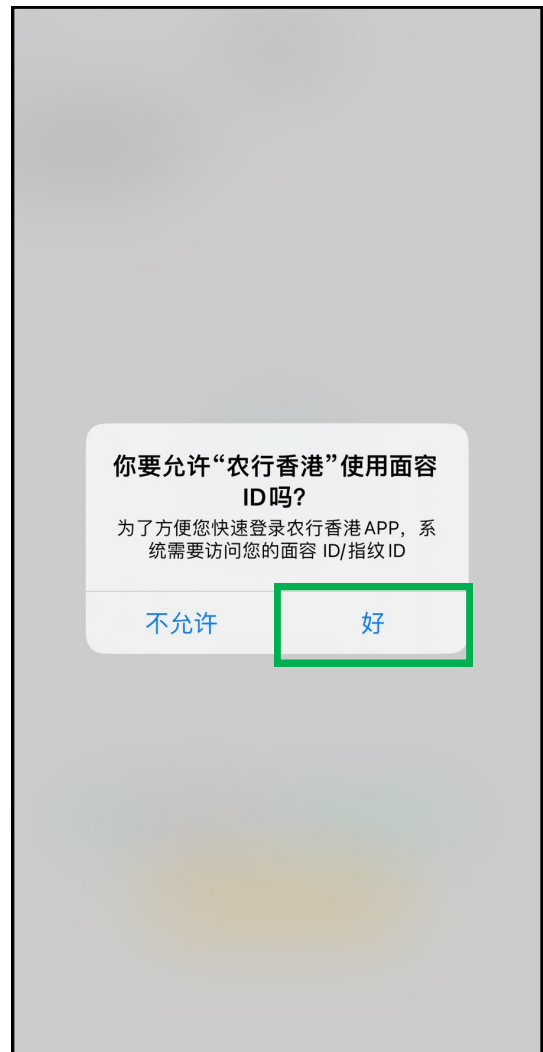 你要允许“农行香港”使用面容
ID吗?
为了方便您快速登录农行香港APP，系
统需要访问您的面容 ID/指纹ID
不允许
好